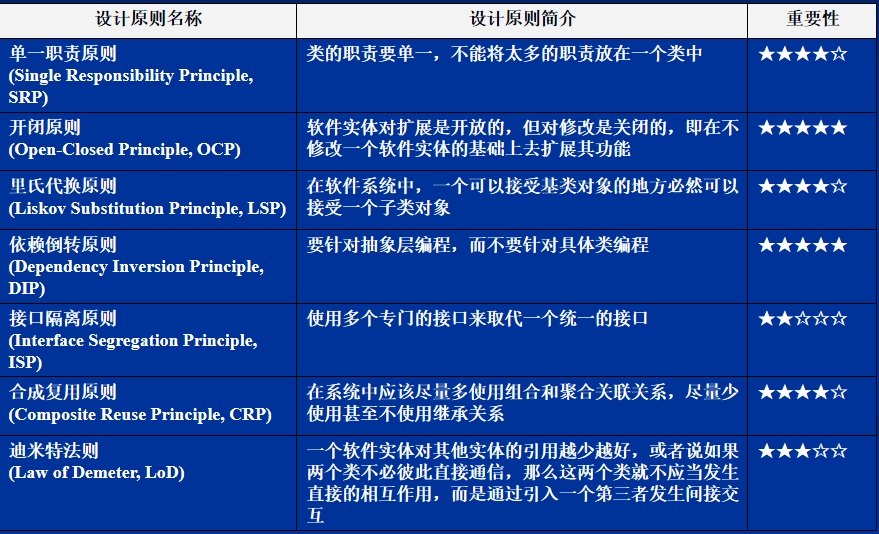 设计原则名称
设计原则简介
重要性
单一职责原则
(Single Responsibility Principle,
SRP)
类的职责要单一，不能将太多的职责放在一个类中
★★★★☆
开闭原则
(Open-Closed Principle, OCP)
软件实体对扩展是开放的，但对修改是关闭的，即在不
修改一个软件实体的基础上去扩展其功能
★★★★★
里氏代换原则
(Liskov Substitution Principle, LSP)
在软件系统中，一个可以接受基类对象的地方必然可以
接受一个子类对象
★★★★☆
依赖倒转原则
(Dependency Inversion Principle,
DIP)
要针对抽象层编程，而不要针对具体类编程
★★★★★
接口隔离原则
(Interface Segregation Principle,
ISP)
使用多个专门的接口来取代一个统一的接口
★★☆☆☆
合成复用原则
(Composite Reuse Principle, CRP)
在系统中应该尽量多使用组合和聚合关联关系，尽量少
使用甚至不使用继承关系
★★★★☆
迪米特法则
(Law of Demeter, LoD)
一个软件实体对其他实体的引用越少越好，或者说如果
两个类不必彼此直接通信，那么这两个类就不应当发生
直接的相互作用，而是通过引入一个第三者发生间接交
互
★★★☆☆